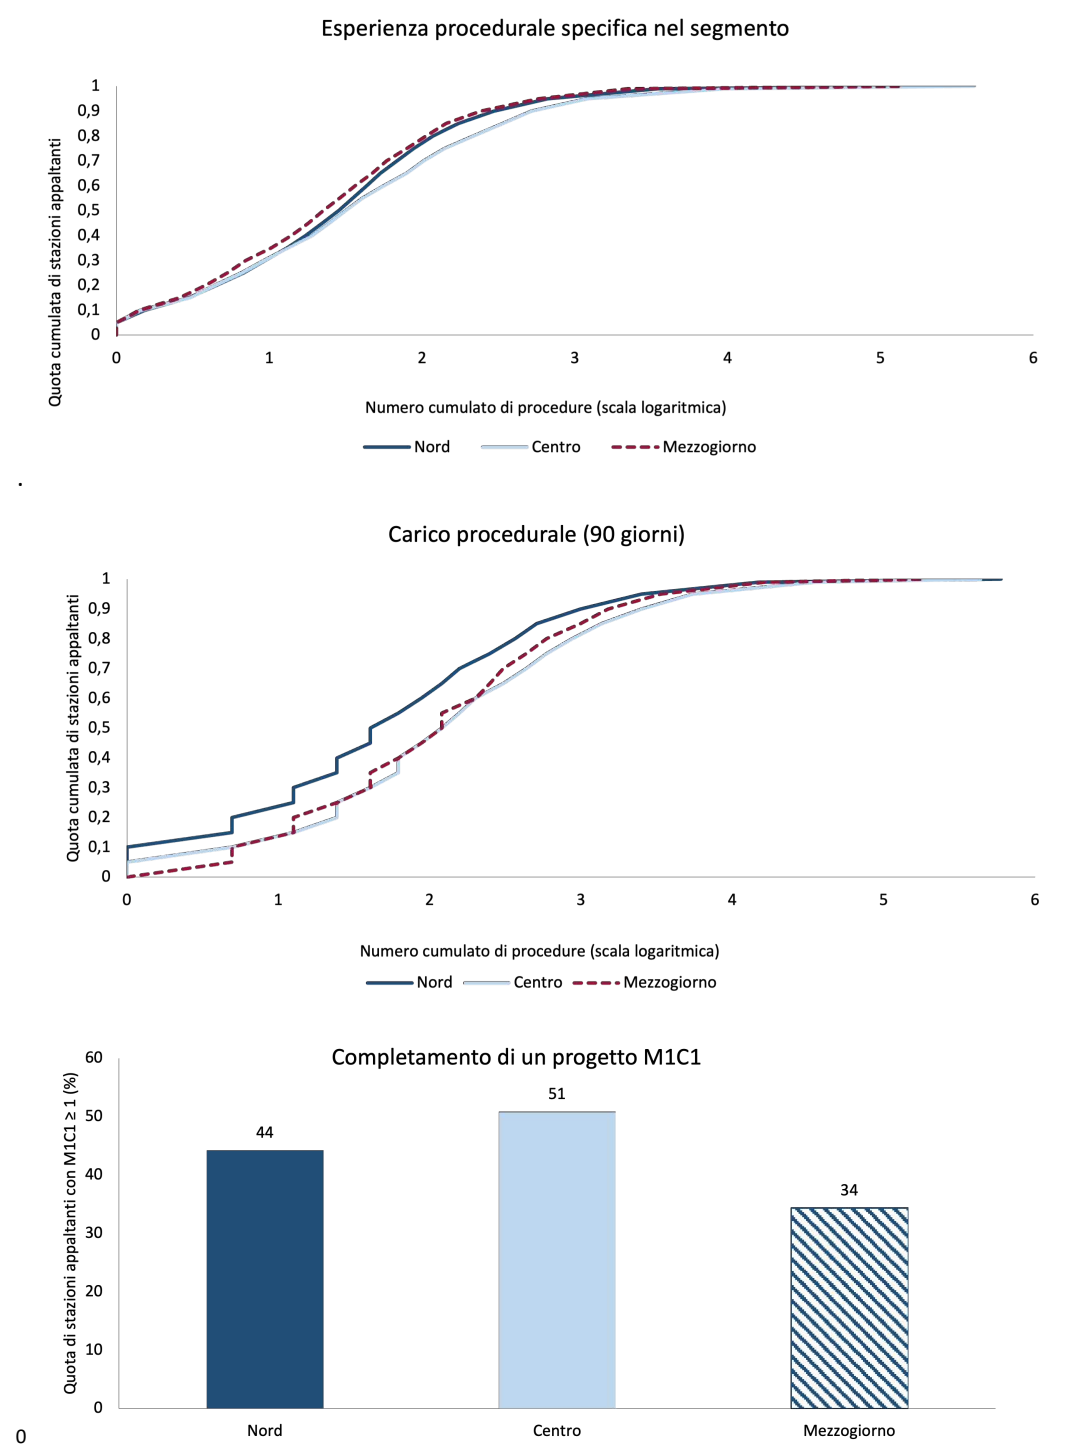 Esperienza procedurale specifica nel segmento
Quota cumulata di stazioni appaltanti
1
0,9
0,8
0,7
0,6
0,5
0,4
0,3
0,2
0,1
0
0 1 2 3 4 5 6
Numero cumulato di procedure (scala logaritmica)
Nord Centro Mezzogiorno
.
Carico procedurale (90 giorni)
Quota cumulata di stazioni appaltanti
1
0,9
0,8
0,7
0,6
0,5
0,4
0,3
0,2
0,1
0
0 1 2 3 4 5 6
Numero cumulato di procedure (scala logaritmica)
Nord Centro Mezzogiorno
Completamento di un progetto M1C1
Quota di stazioni appaltanti con M1C1 ≥ 1 (%)
60
50
40
30
20
10
0
44
51
34
Nord Centro Mezzogiorno
0